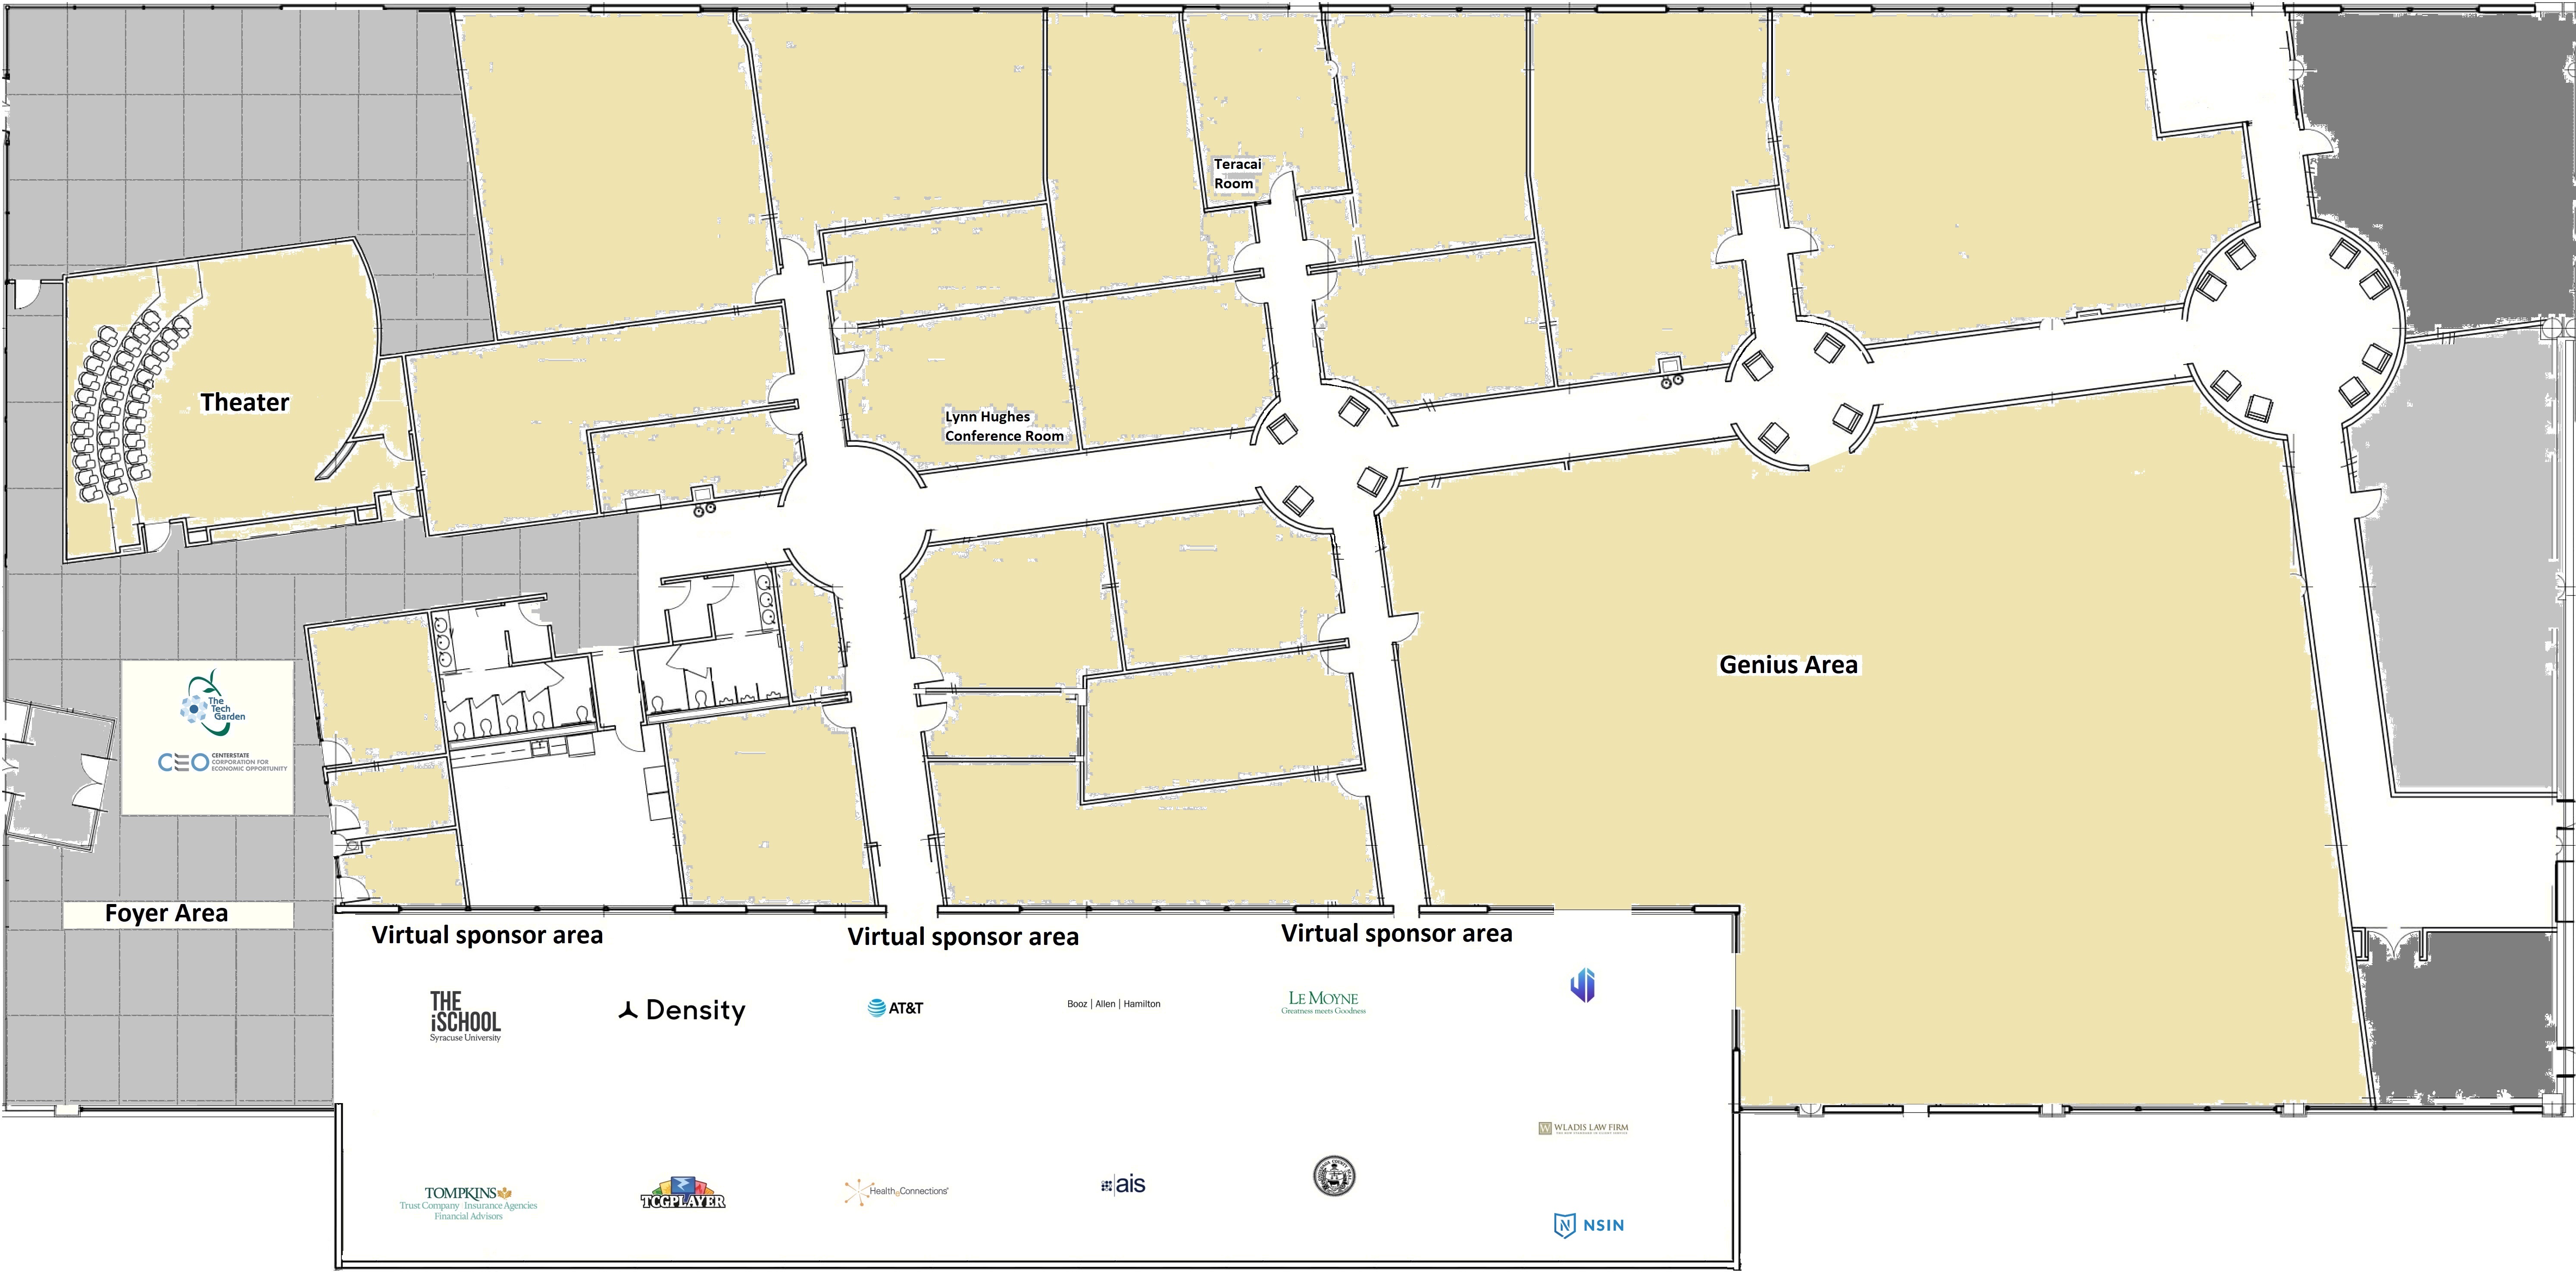 Teracai
Room
Theater
Lynn Hughes
Conference Room
Genius Area
The
Tech
Garden
CEO
CENTERSTATE
CORPORATION FOR
ECONOMIC OPPORTUNITY
Foyer Area
Virtual sponsor area
Virtual sponsor area
Virtual sponsor area
THE
iSCHOOL
Syracuse University
Density
AT&T
Booz | Allen | Hamilton
LE MOYNE
Greatness meets Goodness
WLADIS LAW FIRM
TOMPKINS
Trust Company Insurance Agencies
Financial Advisors
TCGPLAYER
HealtheConnections
ais
N NSIN